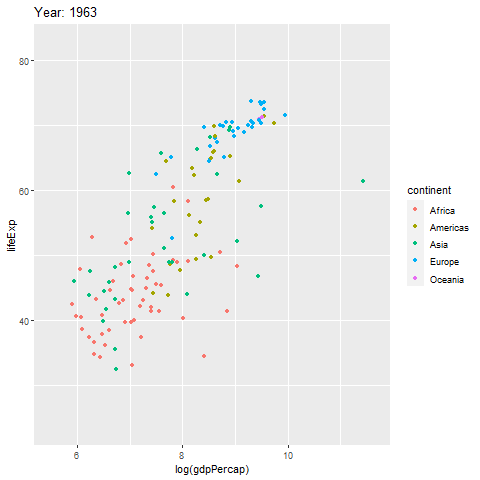 Year: 1963
80
60
40
lifeExp
6
8
10
log(gdpPercap)
continent
Africa
Americas
Asia
Europe
Oceania